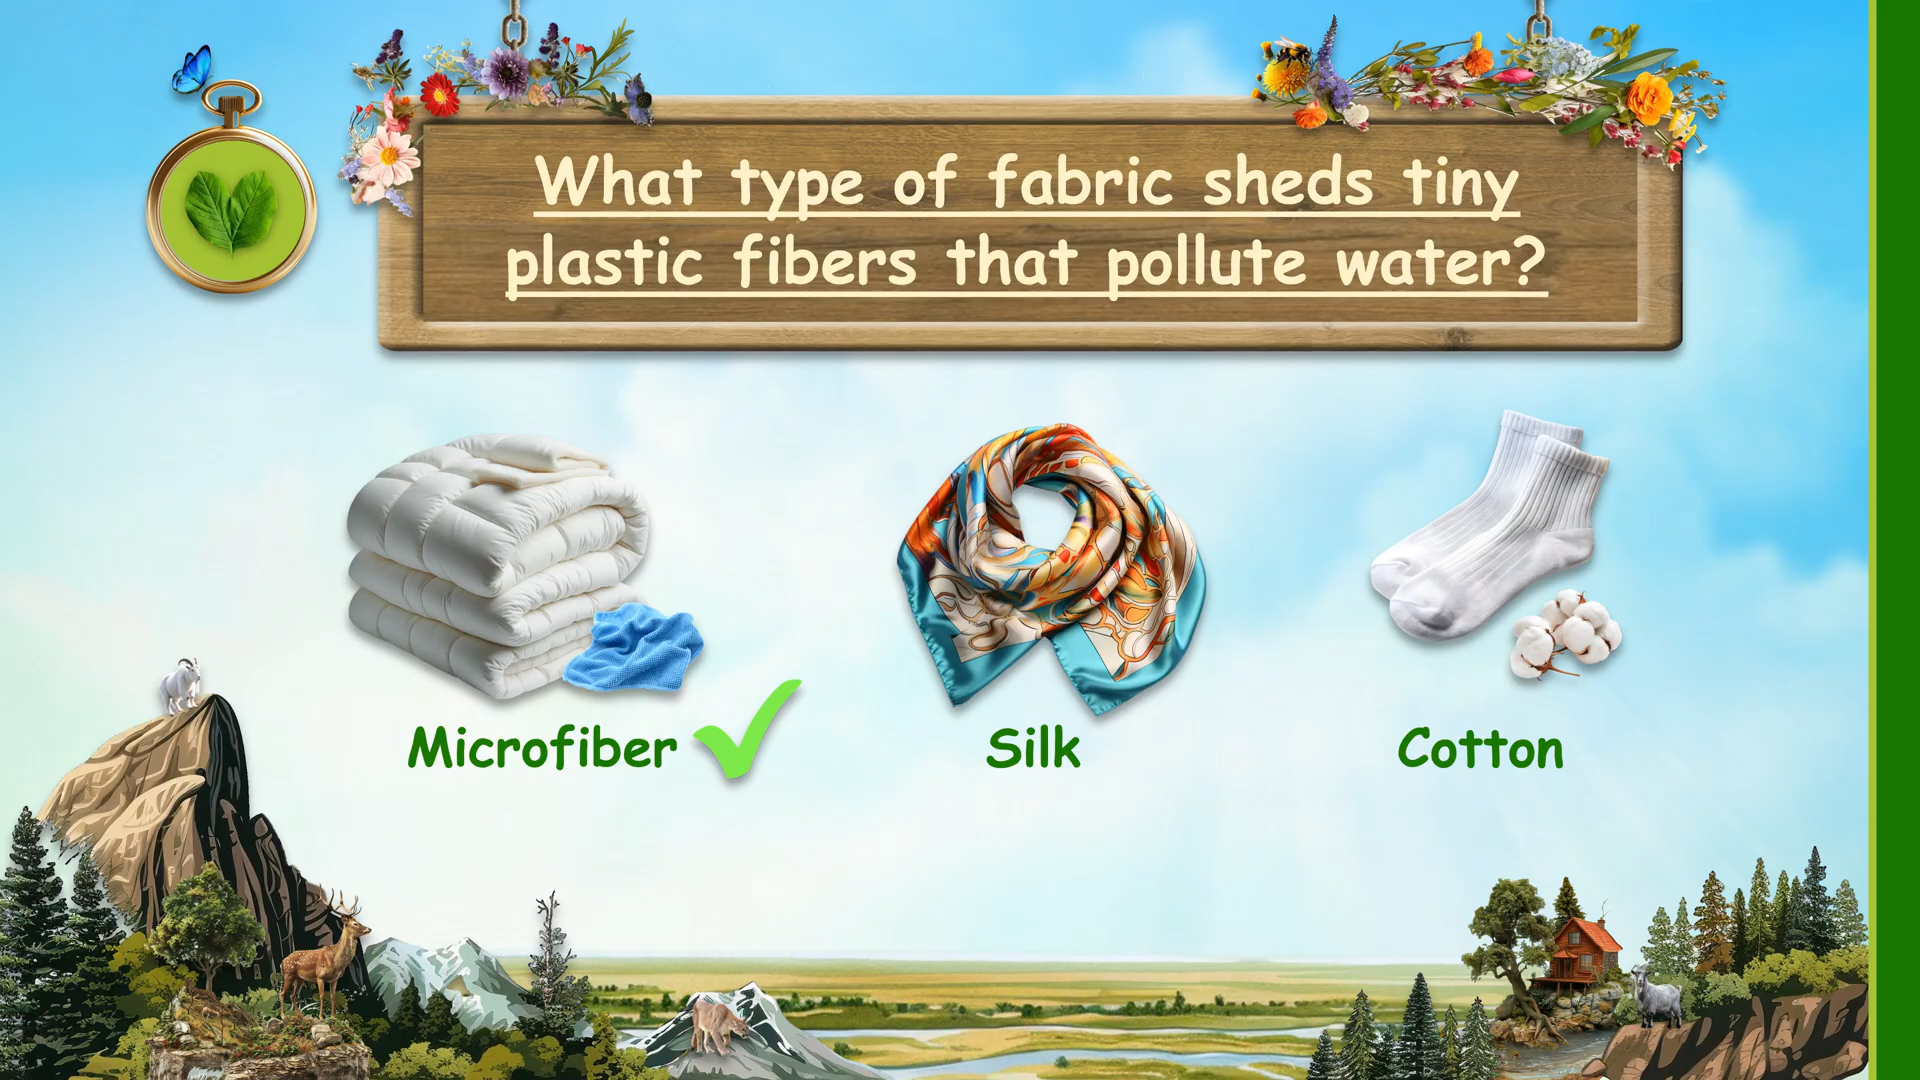 What type of fabric sheds tiny
plastic fibers that pollute water?
Microfiber
Silk
Cotton